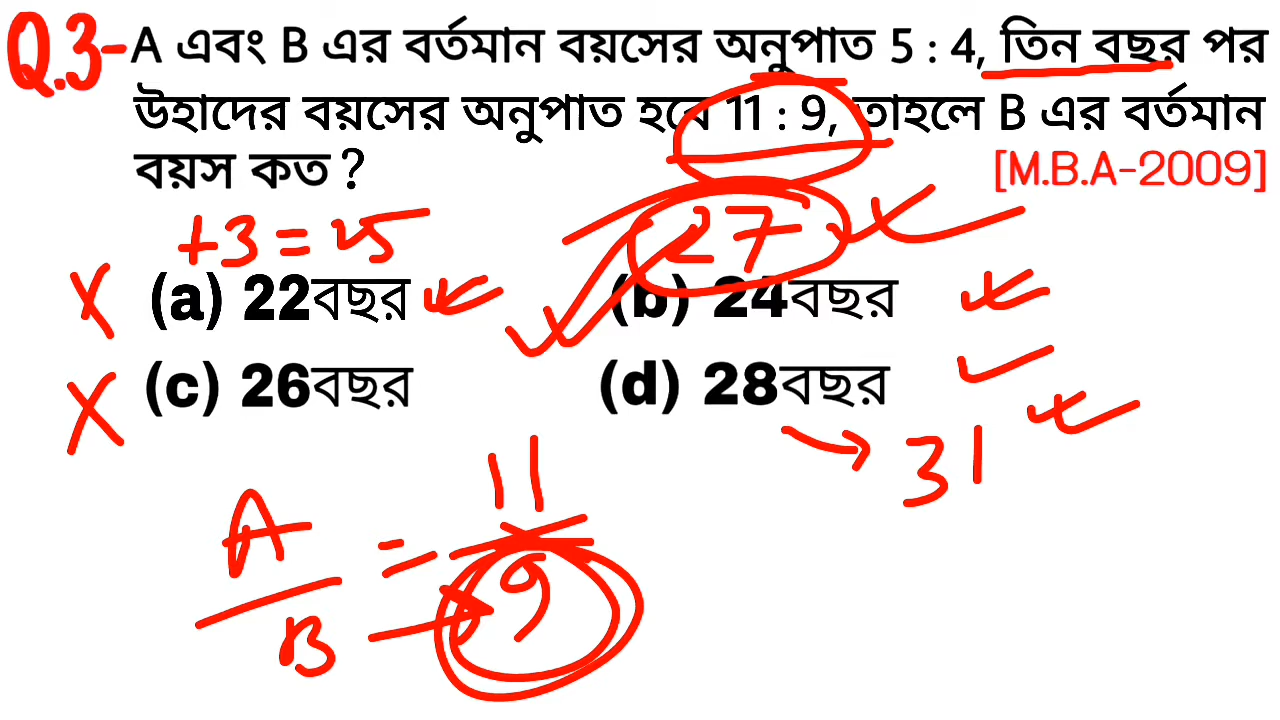 Q.3- A এবং B এর বর্তমান বয়সের অনুপাত 5 : 4, তিন বছর পর
উহাদের বয়সের অনুপাত হবে 11 : 9, তাহলে B এর বর্তমান
বয়স কত ?
[M.B.A-2009]
+3 =
27
(a) 22বছর
(b) 24বছর
(c) 26বছর
(d) 28বছর
31
A = 11
B 9